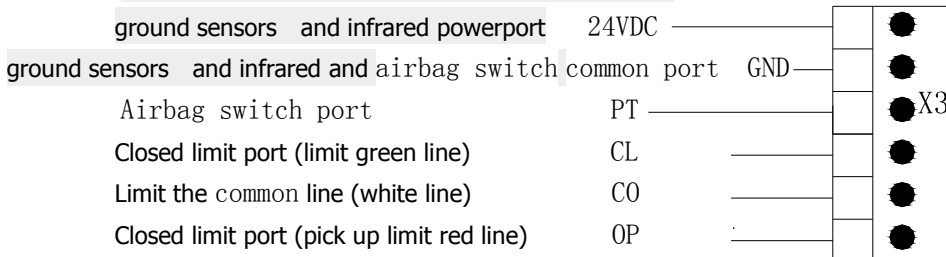 ground sensors and infrared powerport 24VDC
ground sensors and infrared and airbag switch common port GND
Airbag switch port PT X3
Closed limit port (limit green line) CL
Limit the common line (white line) CO
Closed limit port (pick up limit red line) OP